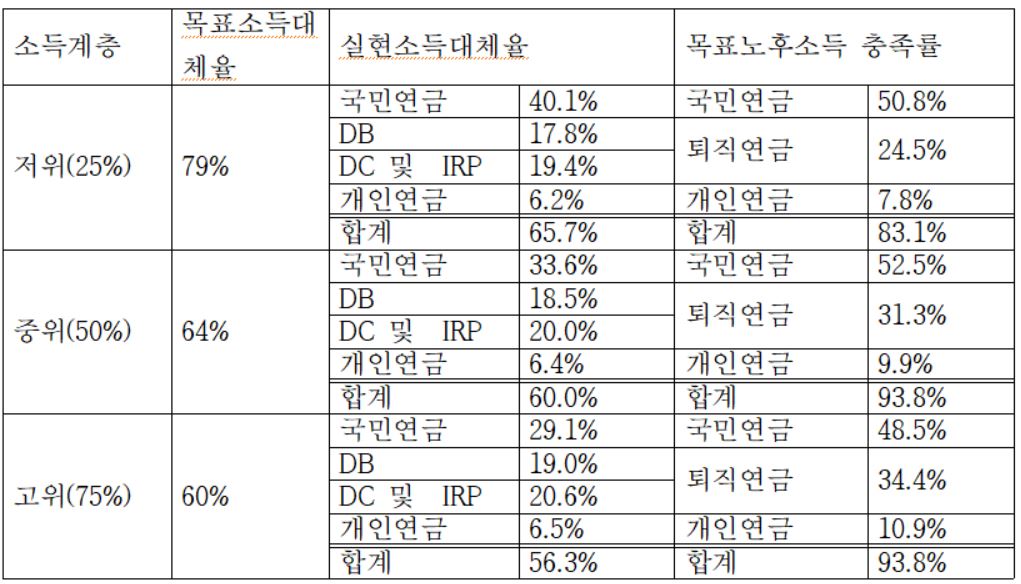 소득계층 목표소득대체율 실현소득대체율 목표노후소득 충족률
저위(25%) 79% 국민연금 40.1% 국민연금 50.8%
DB 17.8% 퇴직연금 24.5%
DC 및 IRP 19.4%
개인연금 6.2% 개인연금 7.8%
합계 65.7% 합계 83.1%
중위(50%) 64% 국민연금 33.6% 국민연금 52.5%
DB 18.5% 퇴직연금 31.3%
DC 및 IRP 20.0%
개인연금 6.4% 개인연금 9.9%
합계 60.0% 합계 93.8%
고위(75%) 60% 국민연금 29.1% 국민연금 48.5%
DB 19.0% 퇴직연금 34.4%
DC 및 IRP 20.6%
개인연금 6.5% 개인연금 10.9%
합계 56.3% 합계 93.8%